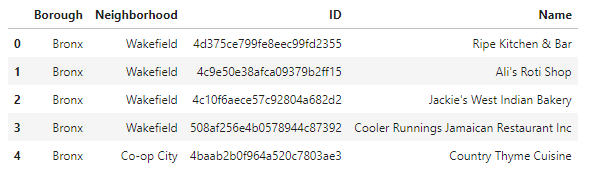 Borough Neighborhood ID Name
0 Bronx Wakefield 4d375ce799fe8eec99fd2355 Ripe Kitchen & Bar
1 Bronx Wakefield 4c9e50e38afca09379b2ff15 Ali's Roti Shop
2 Bronx Wakefield 4c10f6aece57c92804a682d2 Jackie's West Indian Bakery
3 Bronx Wakefield 508af256e4b0578944c87392 Cooler Runnings Jamaican Restaurant Inc
4 Bronx Co-op City 4baab2b0f964a520c7803ae3 Country Thyme Cuisine